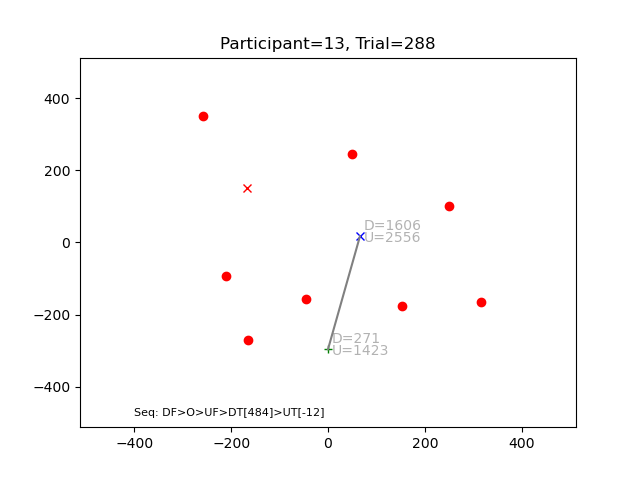 Participant=13, Trial=288
400
200
0
−200
−400
D=1606
U=2556
D=271
U=1423
Seq: DF>O>UF>DT[484]>UT[-12]
−400
−200
0
200
400